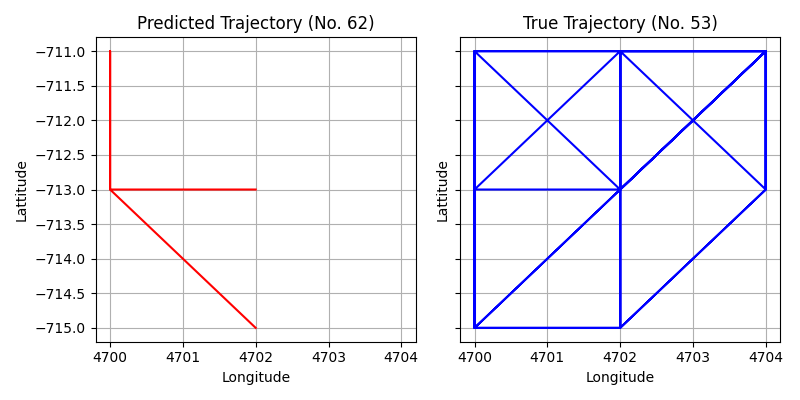 Predicted Trajectory (No. 62)
Lattitude
−711.0
−711.5
−712.0
−712.5
−713.0
−713.5
−714.0
−714.5
−715.0
4700 4701 4702 4703 4704
Longitude
True Trajectory (No. 53)
Lattitude
4700 4701 4702 4703 4704
Longitude